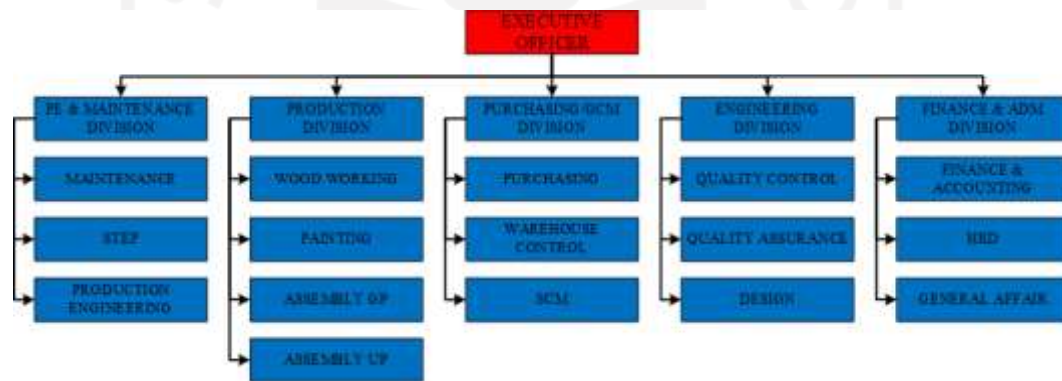 EXECUTIVE
OFFICER
PE & MAINTENANCE
DIVISION
PRODUCTION
DIVISION
PURCHASING/SCM
DIVISION
ENGINEERING
DIVISION
FINANCE & ADM
DIVISION
MAINTENANCE
WOOD WORKING
PURCHASING
QUALITY CONTROL
FINANCE &
ACCOUNTING
STEP
PAINTING
WAREHOUSE
CONTROL
QUALITY ASSURANCE
HRD
PRODUCTION
ENGINEERING
ASSEMBLY GP
SCM
DESIGN
GENERAL AFFAIR
ASSEMBLY UP